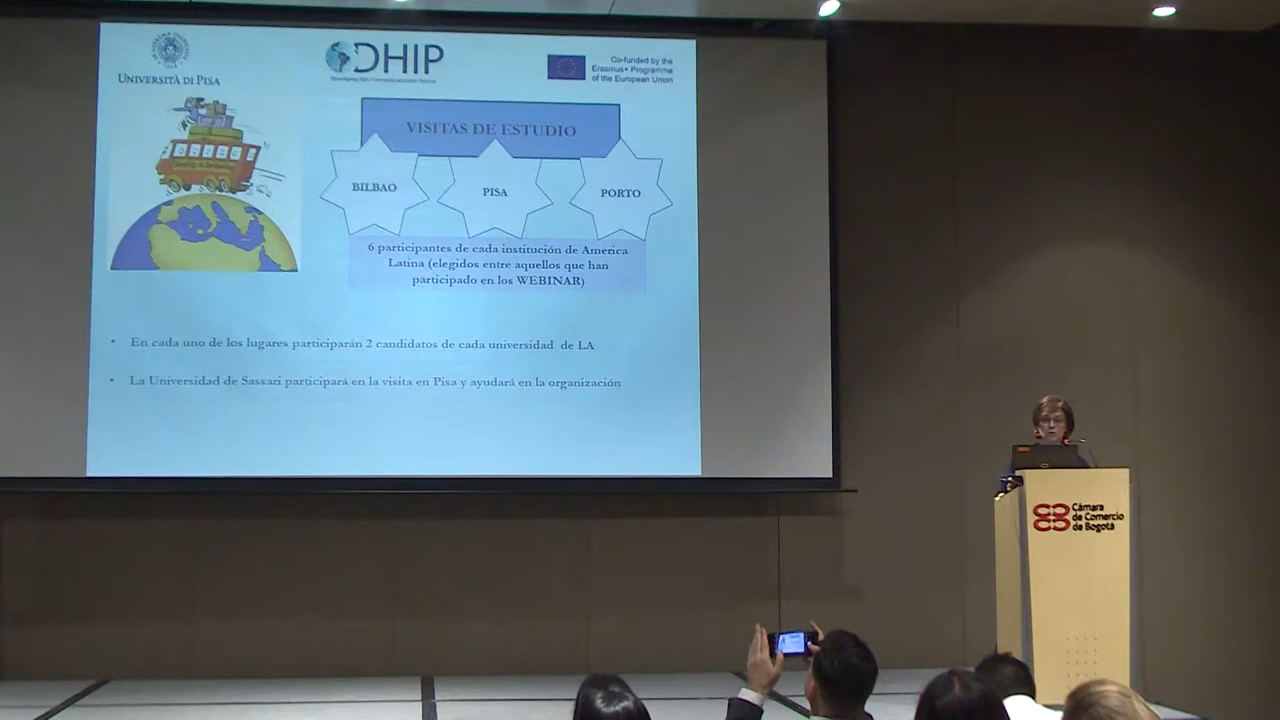 UNIVERSITÀ DI PISA
DHIP
Co-funded by the
Erasmus+ Programme
of the European Union
VISITAS DE ESTUDIO
BILBAO
PISA
PORTO
6 participantes de cada institución de America
Latina (elegidos entre aquellos que han
participado en los WEBINAR)
• En cada uno de los lugares participarán 2 candidatos de cada universidad de LA
• La Universidad de Sassari participará en la visita en Pisa y ayudará en la organización
Cámara
de Comercio
de Bogotá